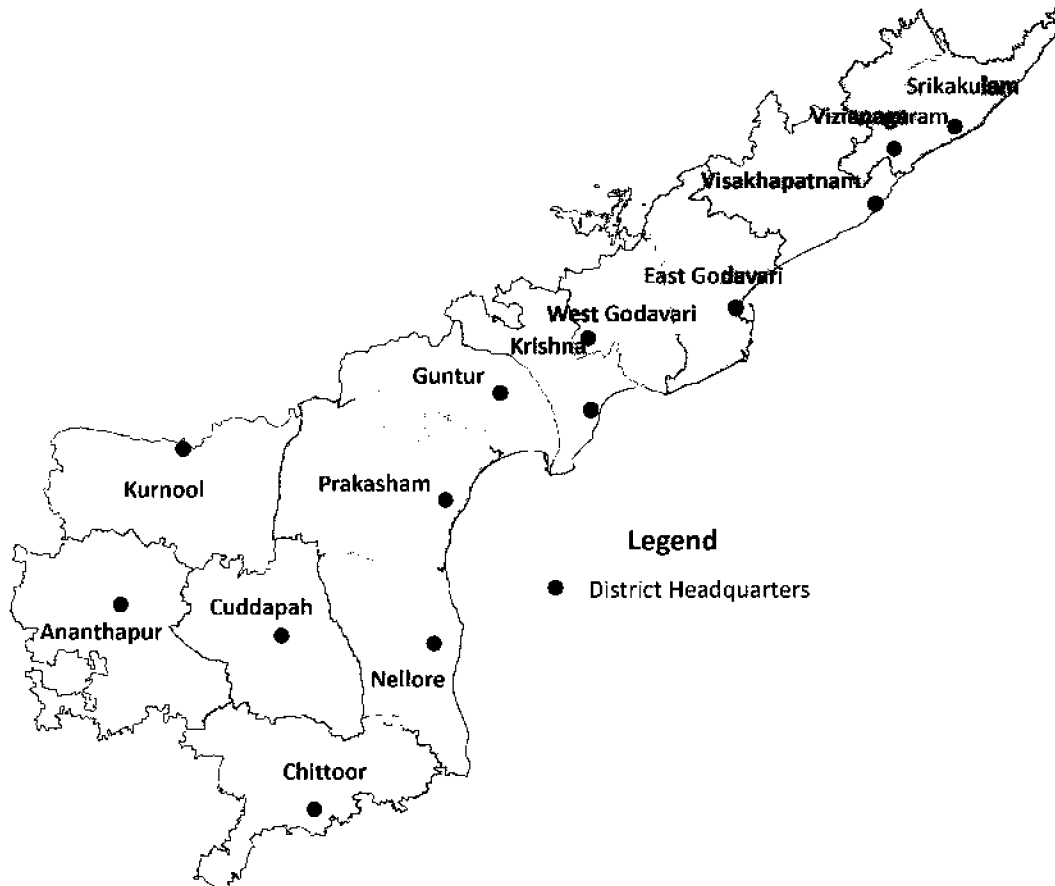 Srikakulam
Vizianagaram
Visakhapatnam
East Godavari
West Godavari
Krishna
Guntur
Kurnool
Prakasham
Legend
District Headquarters
Ananthapur
Cuddapah
Nellore
Chittoor